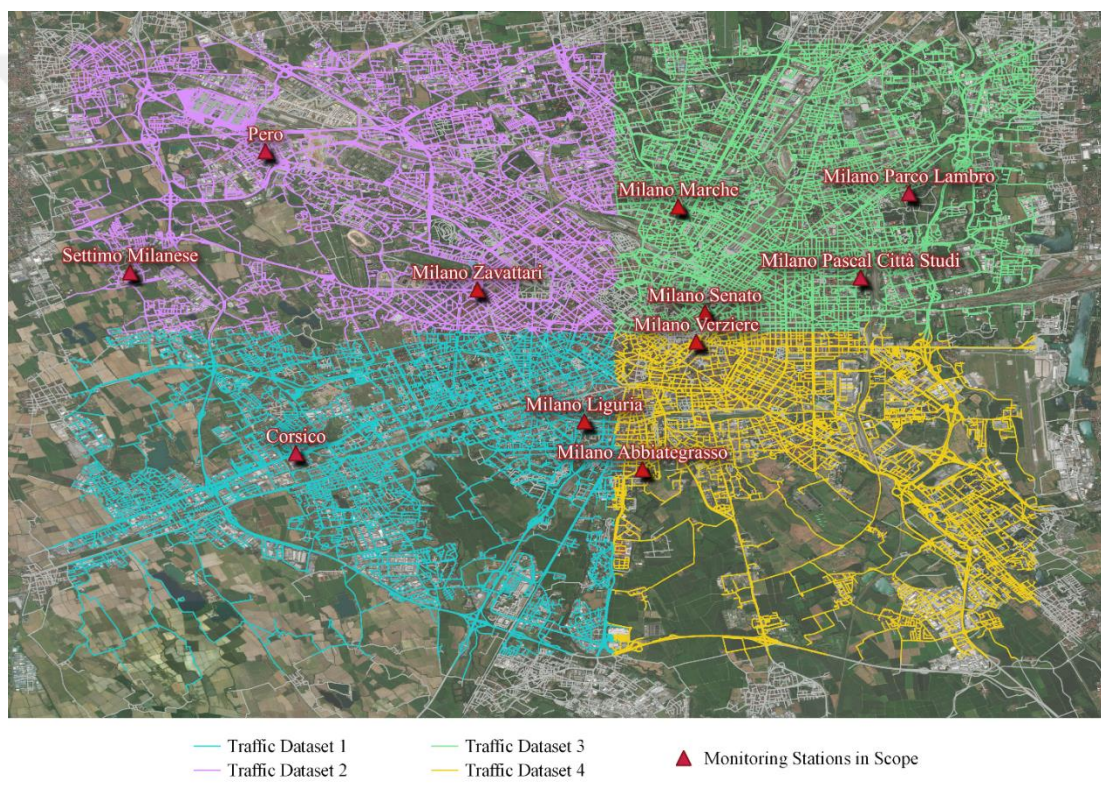 Pero
Milano Marche
Milano Parco Lambro
Settimo Milanese
Milano Zavattari
Milano Pascal Cittá Studi
Milano Senato
Milano Verziere
Milano Liguria
Corsico
Milano Abbiategrasso
Traffic Dataset 1
Traffic Dataset 3
Monitoring Stations in Scope
Traffic Dataset 2
Traffic Dataset 4